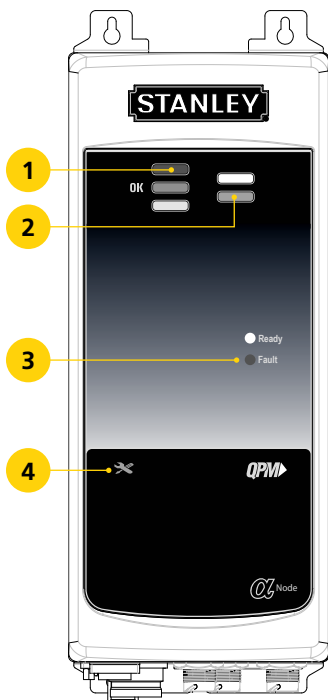 STANLEY
1
OK
2
Ready
3
Fault
4
QPM
α Node